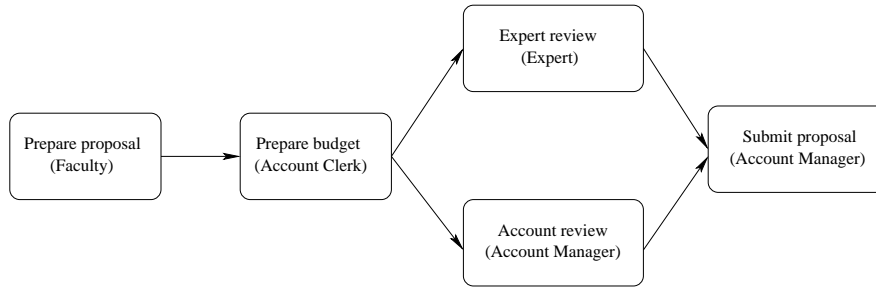 Prepare proposal
(Faculty)
Prepare budget
(Account Clerk)
Expert review
(Expert)
Account review
(Account Manager)
Submit proposal
(Account Manager)